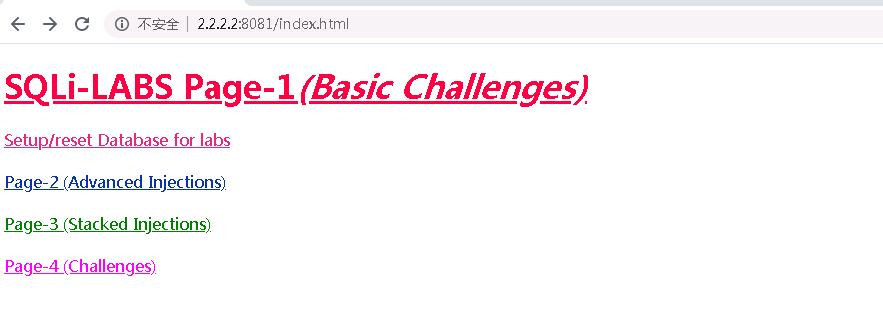 不安全 | 2.2.2.2:8081/index.html
SQLi-LABS Page-1(Basic Challenges)
Setup/reset Database for labs
Page-2 (Advanced Injections)
Page-3 (Stacked Injections)
Page-4 (Challenges)